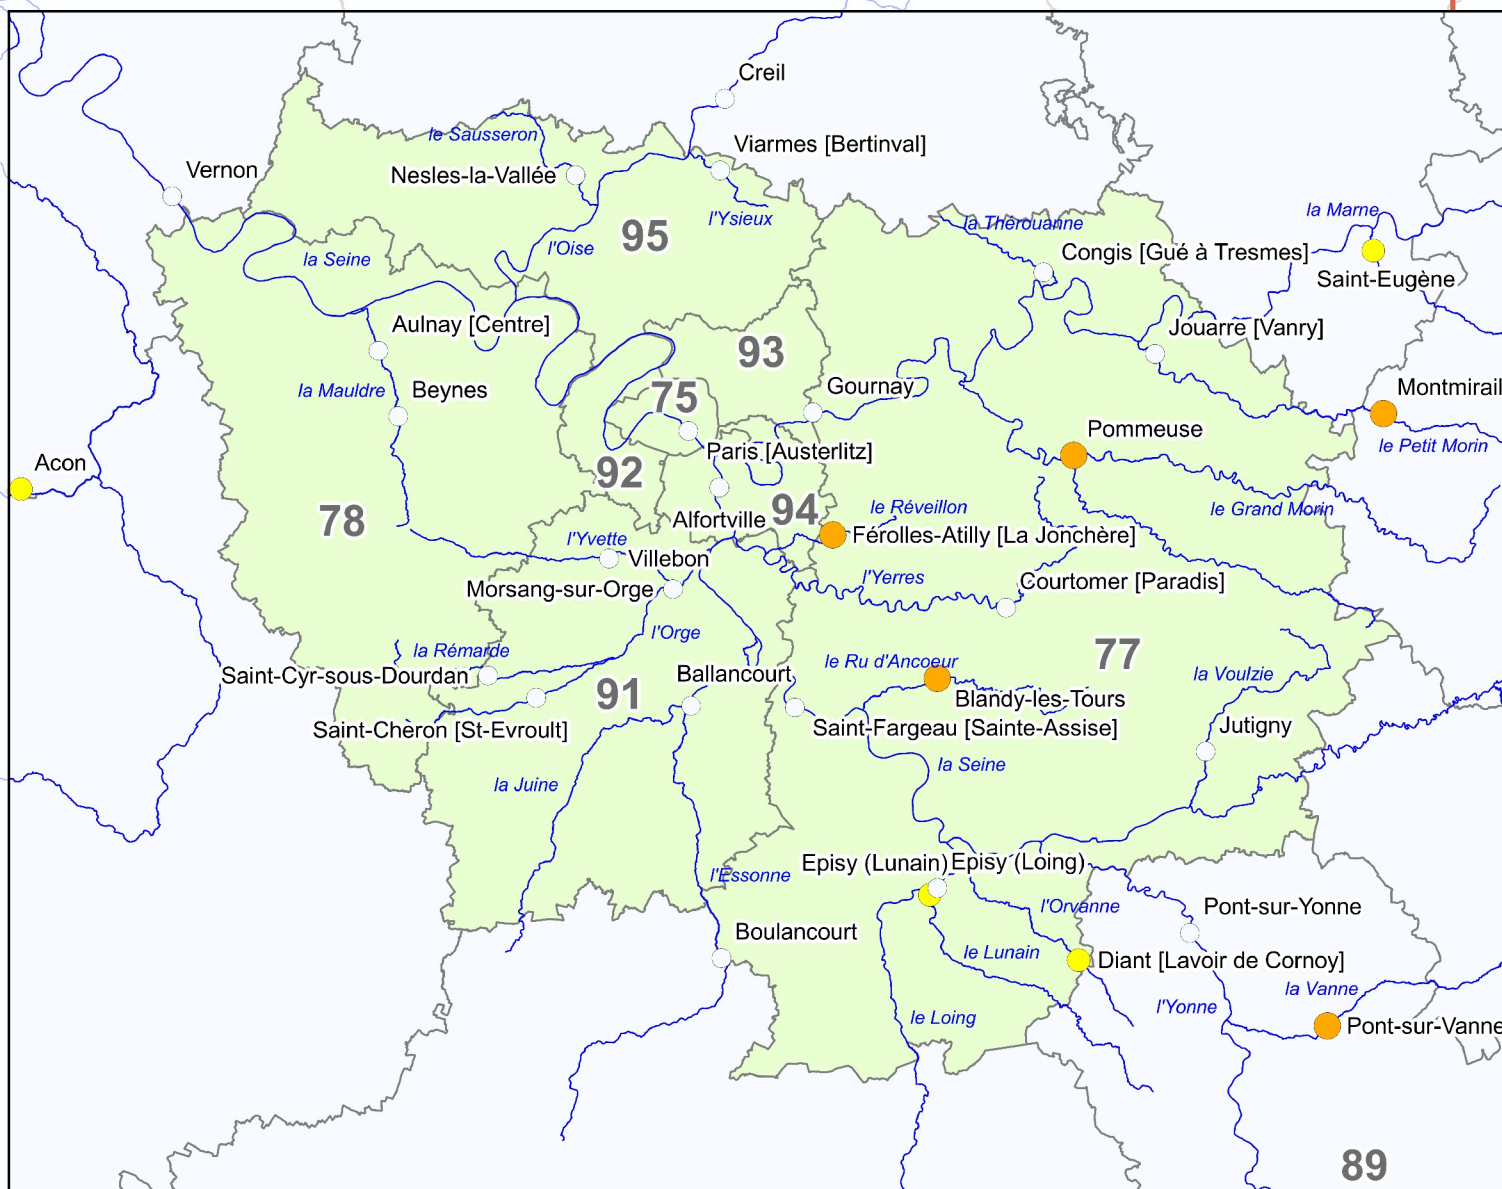 Creil
le Sausseron
Viarmes [Bertinval]
Vernon
Nesles-la-Vallée
la Marne
l'Ysieux
la Thérouanne
95
l'Oise
la Seine
Congis [Gué à Tresmes]
Saint-Eugène
Aulnay [Centre]
Jouarre [Vanry]
93
Gournay
Montmirail
la Mauldre
Beynes
75
Pommeuse
le Petit Morin
Paris [Austerlitz]
Acon
92
le Réveillon
le Grand Morin
94
78
Alfortville
l'Yvette
Férolles-Atilly [La Jonchère]
Villebon
l'Yerres
Courtomer [Paradis]
Morsang-sur-Orge
l'Orge
la Rémarde
77
le Ru d'Ancoeur
Saint-Cyr-sous-Dourdan
Ballancourt
la Voulzie
91
Blandy-les-Tours
Saint-Cheron [St-Evroult]
Saint-Fargeau [Sainte-Assise]
Jutigny
la Seine
la Juine
Episy (Lunain)
Episy (Loing)
l'Essonne
l'Orvanne
Pont-sur-Yonne
Boulancourt
le Lunain
Diant [Lavoir de Cornoy]
la Vanne
l'Yonne
le Loing
Pont-sur-Vanne
89